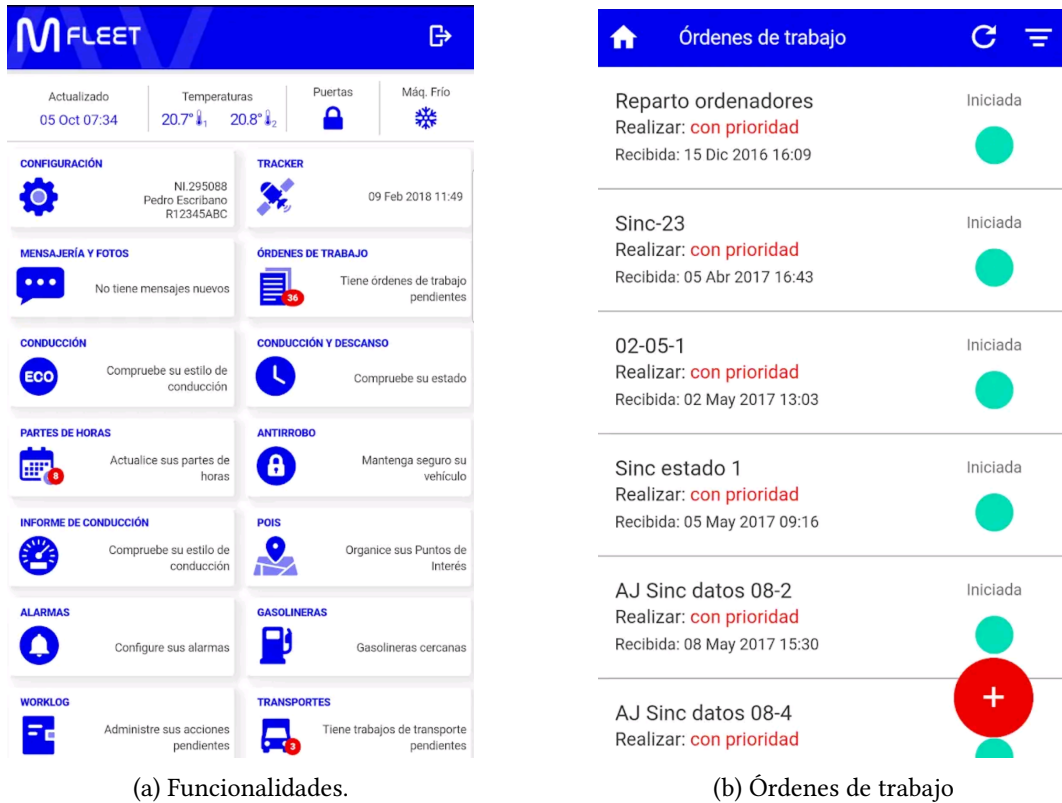 M FLEET
Actualizado
05 Oct 07:34
Temperaturas
20.7° 1 20.8° 2
Puertas
Máq. Frío
CONFIGURACIÓN
NI.295088
Pedro Escribano
R12345ABC
TRACKER
09 Feb 2018 11:49
MENSAJERÍA Y FOTOS
No tiene mensajes nuevos
ÓRDENES DE TRABAJO
36
Tiene órdenes de trabajo
pendientes
CONDUCCIÓN
ECO
Compruebe su estilo de
conducción
CONDUCCIÓN Y DESCANSO
Compruebe su estado
PARTES DE HORAS
8
Actualice sus partes de
horas
ANTIRROBO
Mantenga seguro su
vehículo
INFORME DE CONDUCCIÓN
Compruebe su estilo de
conducción
POIS
Organice sus Puntos de
Interés
ALARMAS
Configure sus alarmas
GASOLINERAS
Gasolineras cercanas
WORKLOG
Administre sus acciones
pendientes
TRANSPORTES
3
Tiene trabajos de transporte
pendientes
(a) Funcionalidades.
Órdenes de trabajo
Reparto ordenadores
Iniciada
Realizar: con prioridad
Recibida: 15 Dic 2016 16:09
Sinc-23
Iniciada
Realizar: con prioridad
Recibida: 05 Abr 2017 16:43
02-05-1
Iniciada
Realizar: con prioridad
Recibida: 02 May 2017 13:03
Sinc estado 1
Iniciada
Realizar: con prioridad
Recibida: 05 May 2017 09:16
AJ Sinc datos 08-2
Iniciada
Realizar: con prioridad
Recibida: 08 May 2017 15:30
+
AJ Sinc datos 08-4
Realizar: con prioridad
(b) Órdenes de trabajo